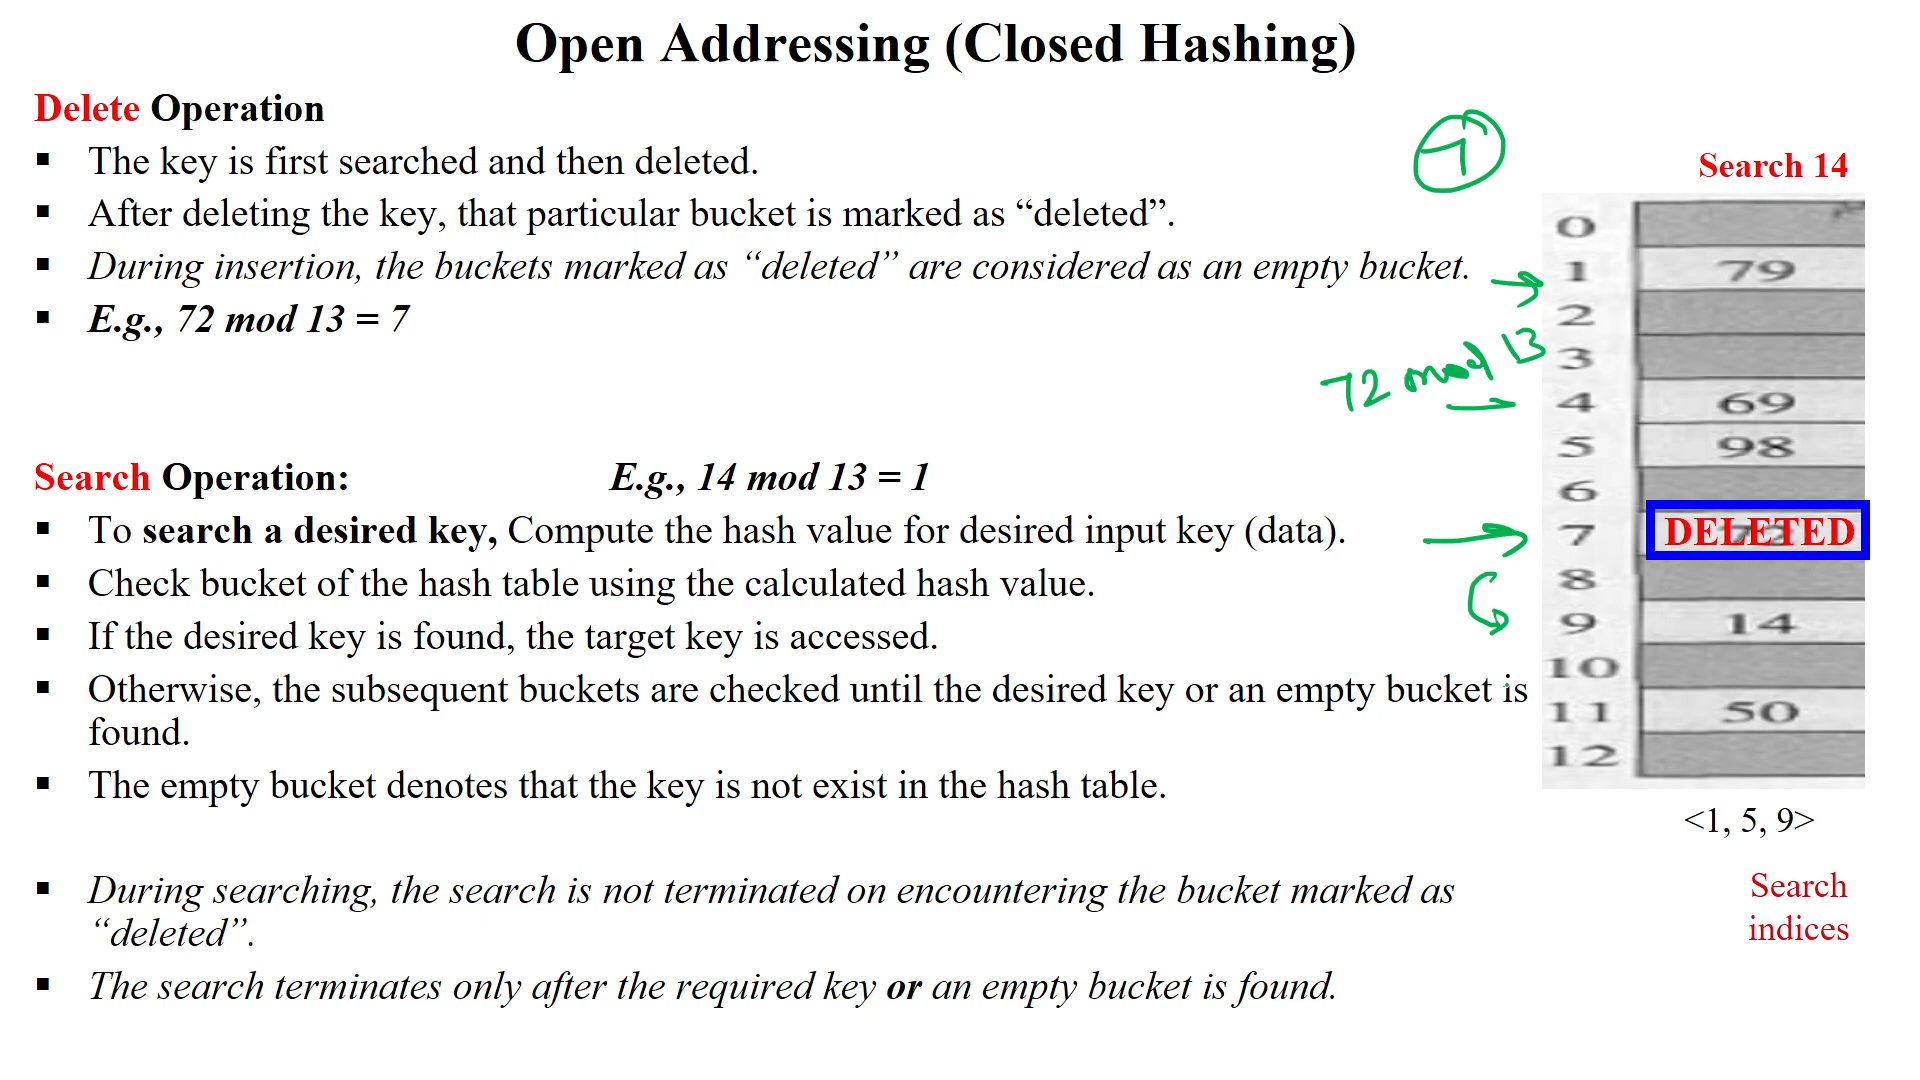 Open Addressing (Closed Hashing)
Delete Operation
▪ The key is first searched and then deleted.
▪ After deleting the key, that particular bucket is marked as “deleted”.
▪ During insertion, the buckets marked as “deleted” are considered as an empty bucket.
▪ E.g., 72 mod 13 = 7
Search Operation: E.g., 14 mod 13 = 1
▪ To search a desired key, Compute the hash value for desired input key (data).
▪ Check bucket of the hash table using the calculated hash value.
▪ If the desired key is found, the target key is accessed.
▪ Otherwise, the subsequent buckets are checked until the desired key or an empty bucket is
found.
▪ The empty bucket denotes that the key is not exist in the hash table.
▪ During searching, the search is not terminated on encountering the bucket marked as
“deleted”.
▪ The search terminates only after the required key or an empty bucket is found.
7
72 mod 13
Search 14
0
1 79
2
3
4 69
5 98
6
7 DELETED 72
8
9 14
10
11 50
12
<1, 5, 9>
Search
indices